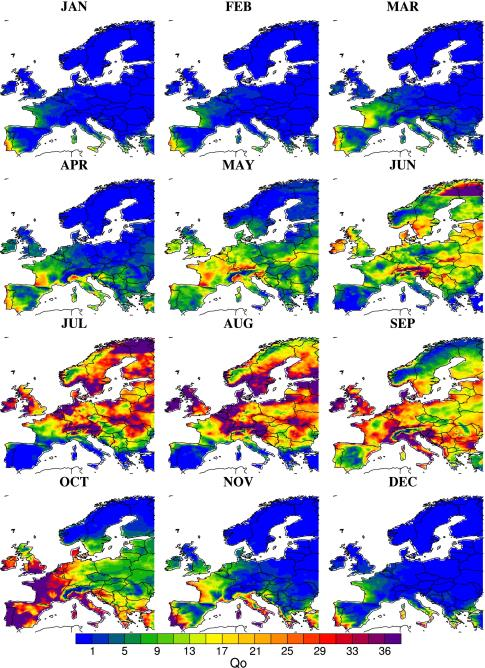 JAN FEB MAR
APR MAY JUN
JUL AUG SEP
OCT NOV DEC
1 5 9 13 17 21 25 29 33 36
Qo